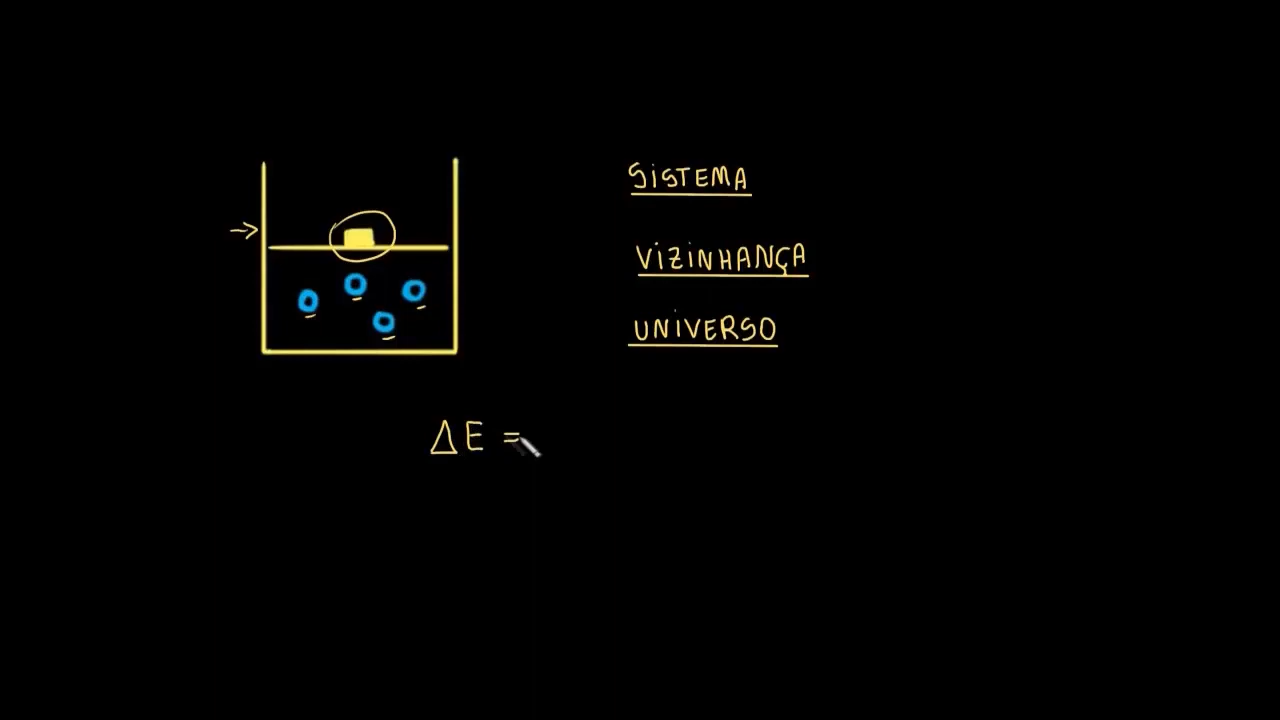 SiSTEMA
ViZiNHANÇA
UNiVERSO
ΔE =